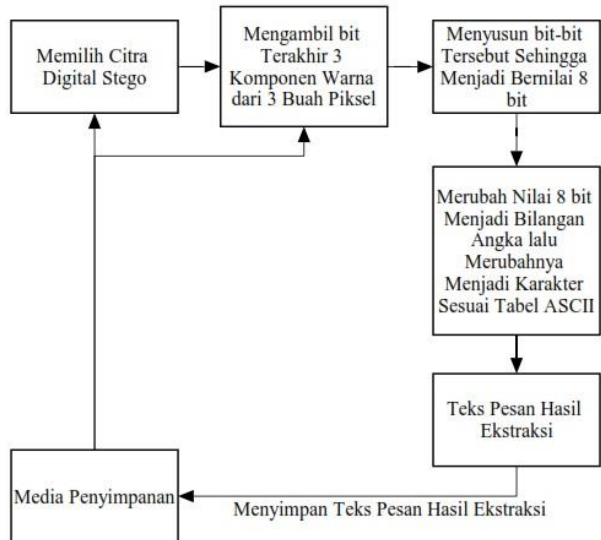 Memilih Citra
Digital Stego
Mengambil bit
Terakhir 3
Komponen Warna
dari 3 Buah Piksel
Menyusun bit-bit
Tersebut Sehingga
Menjadi Bernilai 8
bit
Merubah Nilai 8 bit
Menjadi Bilangan
Angka lalu
Merubahnya
Menjadi Karakter
Sesuai Tabel ASCII
Teks Pesan Hasil
Ekstraksi
Menyimpan Teks Pesan Hasil Ekstraksi
Media Penyimpanan